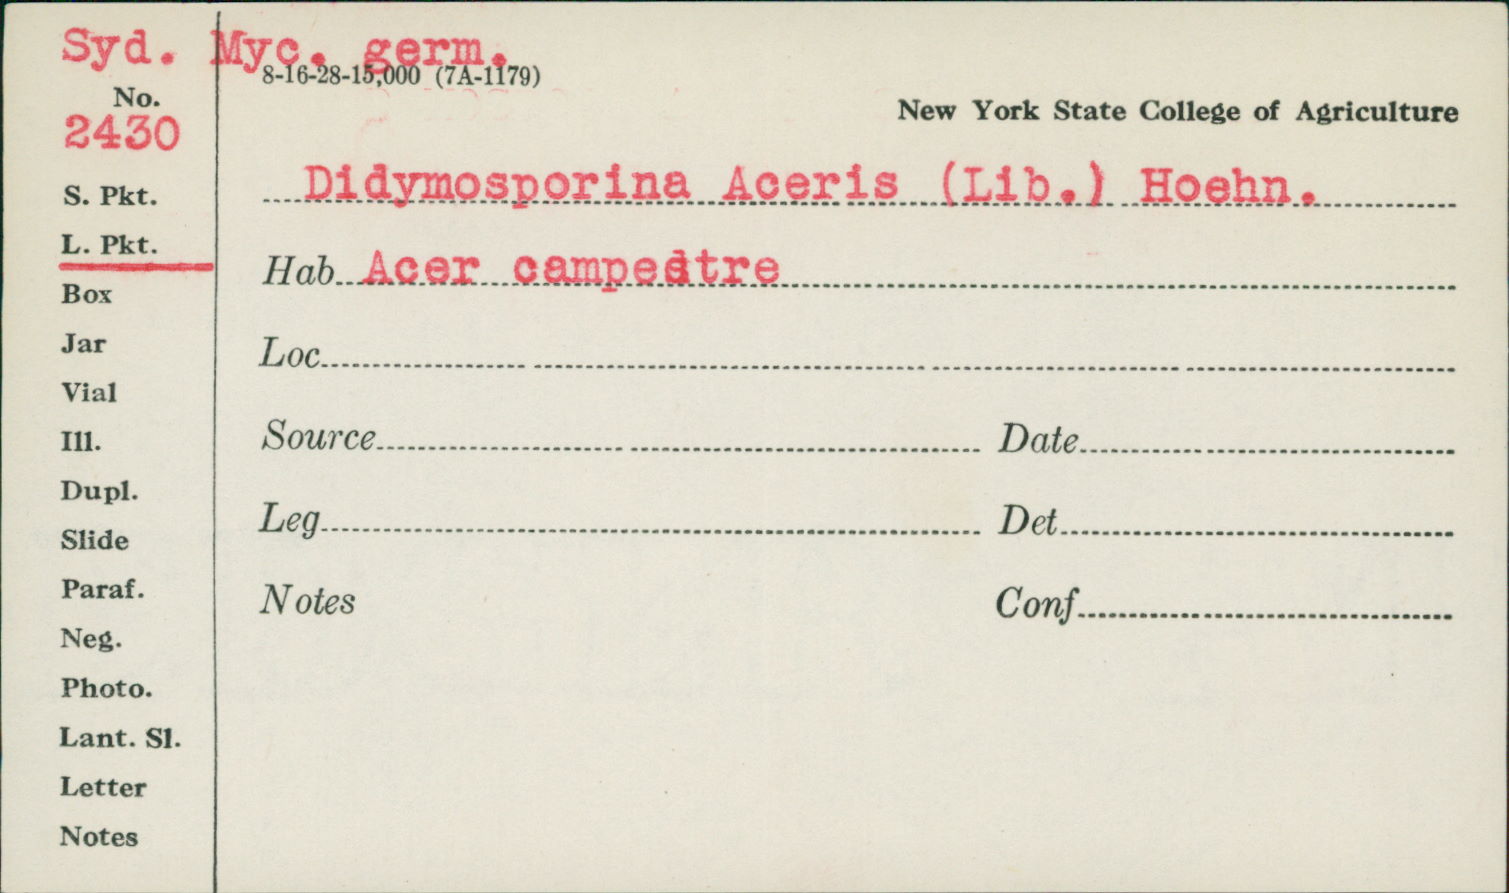 Syd. Myc. germ.
8-16-28-15,000 (7A-1179)
No.
2430
New York State College of Agriculture
Didymosporina Aceris (Lib.) Hoehn.
S. Pkt.
L. Pkt.
Hab. Acer campestre
Box
Jar
Loc.
Vial
Ill.
Source Date
Dupl.
Leg. Det.
Slide
Paraf.
Notes Conf.
Neg.
Photo.
Lant. Sl.
Letter
Notes